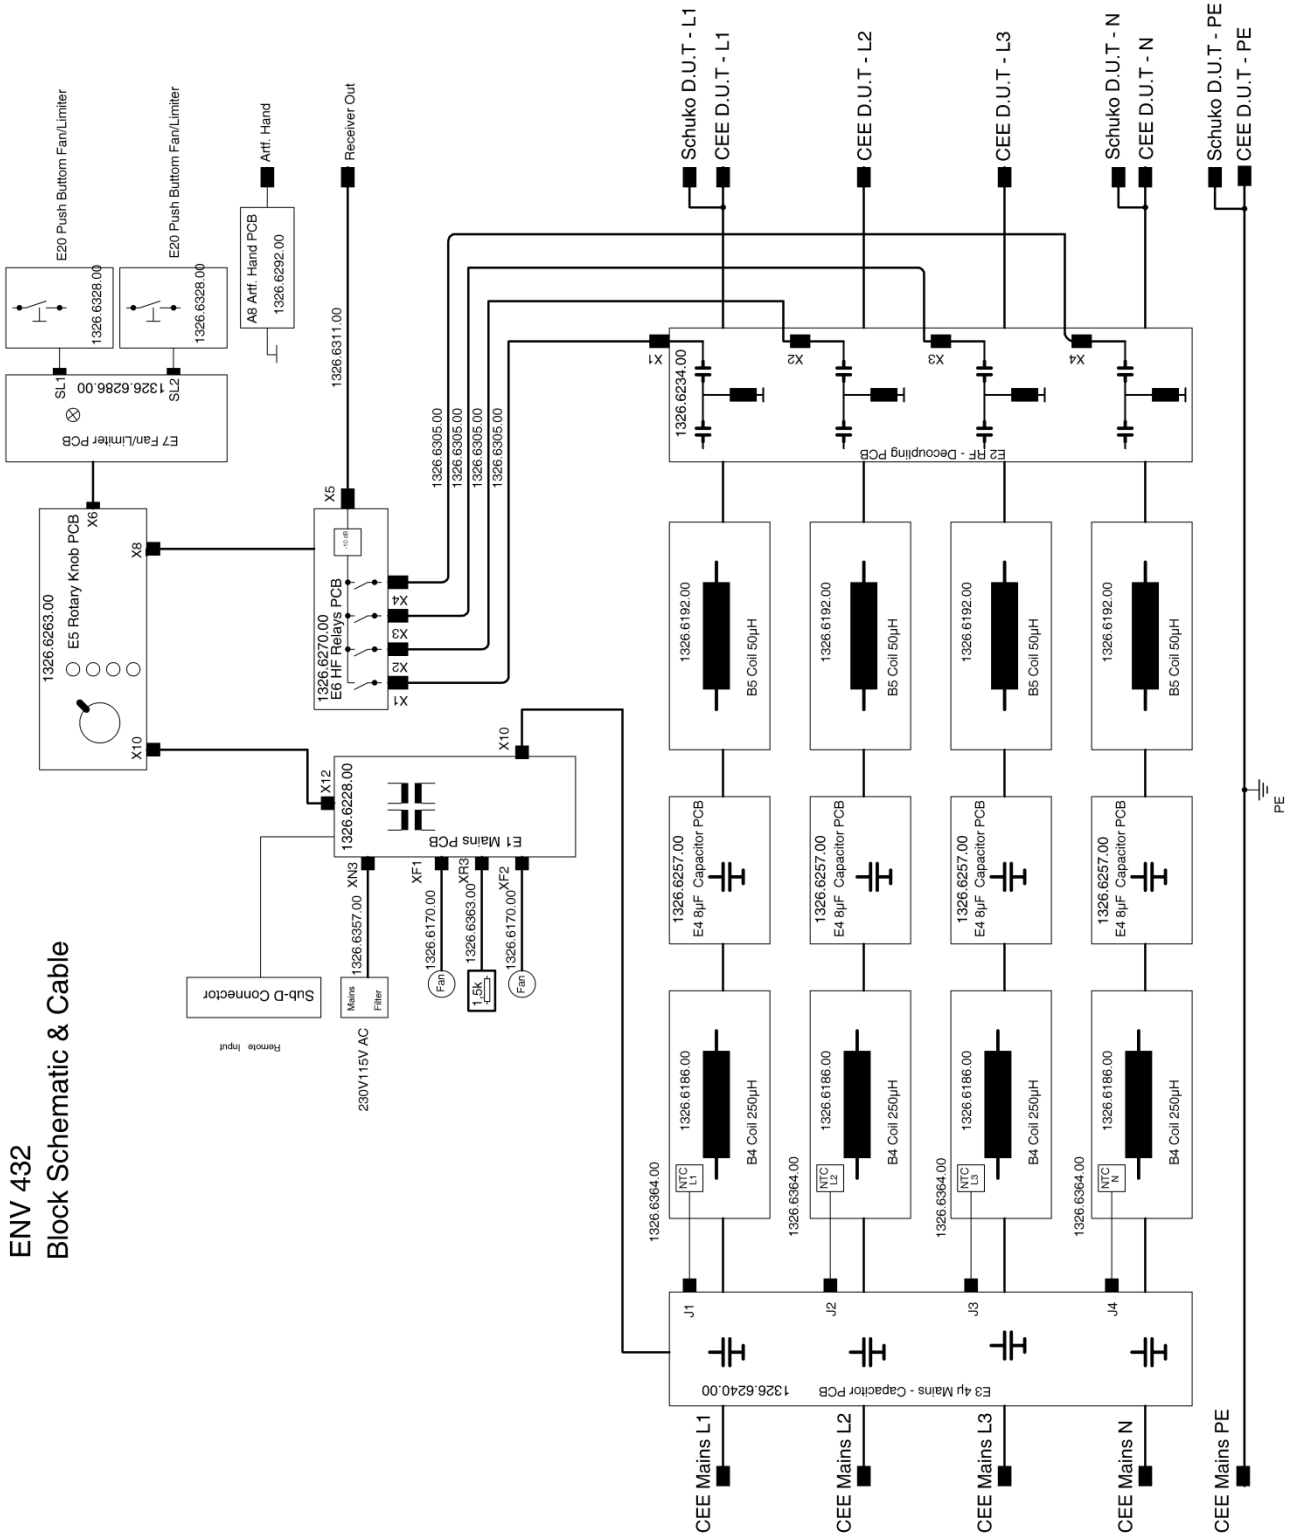 ENV 432
Block Schematic & Cable
E20 Push Buttom Fan/Limiter
1326.6328.00
E20 Push Buttom Fan/Limiter
1326.6328.00
SL1
SL2
1326.6286.00
E7 Fan/Limiter PCB
Artf. Hand
A8 Artf. Hand PCB
1326.6292.00
Receiver Out
1326.6311.00
X6
1326.6263.00
E5 Rotary Knob PCB
X8
X10
X5
-10 dB
1326.6270.00
E6 HF Relays PCB
X4
X3
X2
X1
1326.6305.00
1326.6305.00
1326.6305.00
1326.6305.00
X12
X10
1326.6228.00
E1 Mains PCB
XN3
XF1
XR3
XF2
1326.6357.00
1326.6170.00
1326.6363.00
1326.6170.00
Sub-D Connector
Remote Input
Mains
Filter
230V115V AC
Fan
1,5k
Fan
Schuko D.U.T - L1
CEE D.U.T - L1
CEE D.U.T - L2
CEE D.U.T - L3
Schuko D.U.T - N
CEE D.U.T - N
Schuko D.U.T - PE
CEE D.U.T - PE
X1
X2
X3
X4
1326.6234.00
E2 RF - Decoupling PCB
1326.6192.00
B5 Coil 50µH
1326.6192.00
B5 Coil 50µH
1326.6192.00
B5 Coil 50µH
1326.6192.00
B5 Coil 50µH
1326.6257.00
E4 8µF Capacitor PCB
1326.6257.00
E4 8µF Capacitor PCB
1326.6257.00
E4 8µF Capacitor PCB
1326.6257.00
E4 8µF Capacitor PCB
PE
1326.6186.00
B4 Coil 250µH
NTC
L1
1326.6364.00
1326.6186.00
B4 Coil 250µH
NTC
L2
1326.6364.00
1326.6186.00
B4 Coil 250µH
NTC
L3
1326.6364.00
1326.6186.00
B4 Coil 250µH
NTC
N
1326.6364.00
J1
J2
J3
J4
1326.6240.00
E3 4µ Mains - Capacitor PCB
CEE Mains L1
CEE Mains L2
CEE Mains L3
CEE Mains N
CEE Mains PE